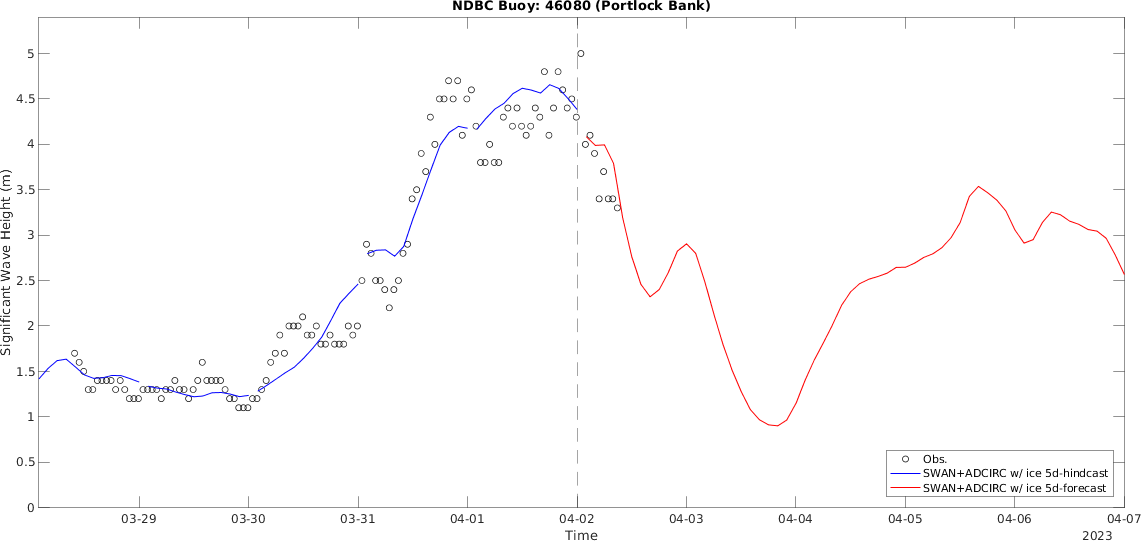 NDBC Buoy: 46080 (Portlock Bank)
5
4.5
4
3.5
3
2.5
2
1.5
1
0.5
0
Significant Wave Height (m)
Obs.
SWAN+ADCIRC w/ ice 5d-hindcast
SWAN+ADCIRC w/ ice 5d-forecast
03-29 03-30 03-31 04-01 04-02 04-03 04-04 04-05 04-06 04-07
Time 2023